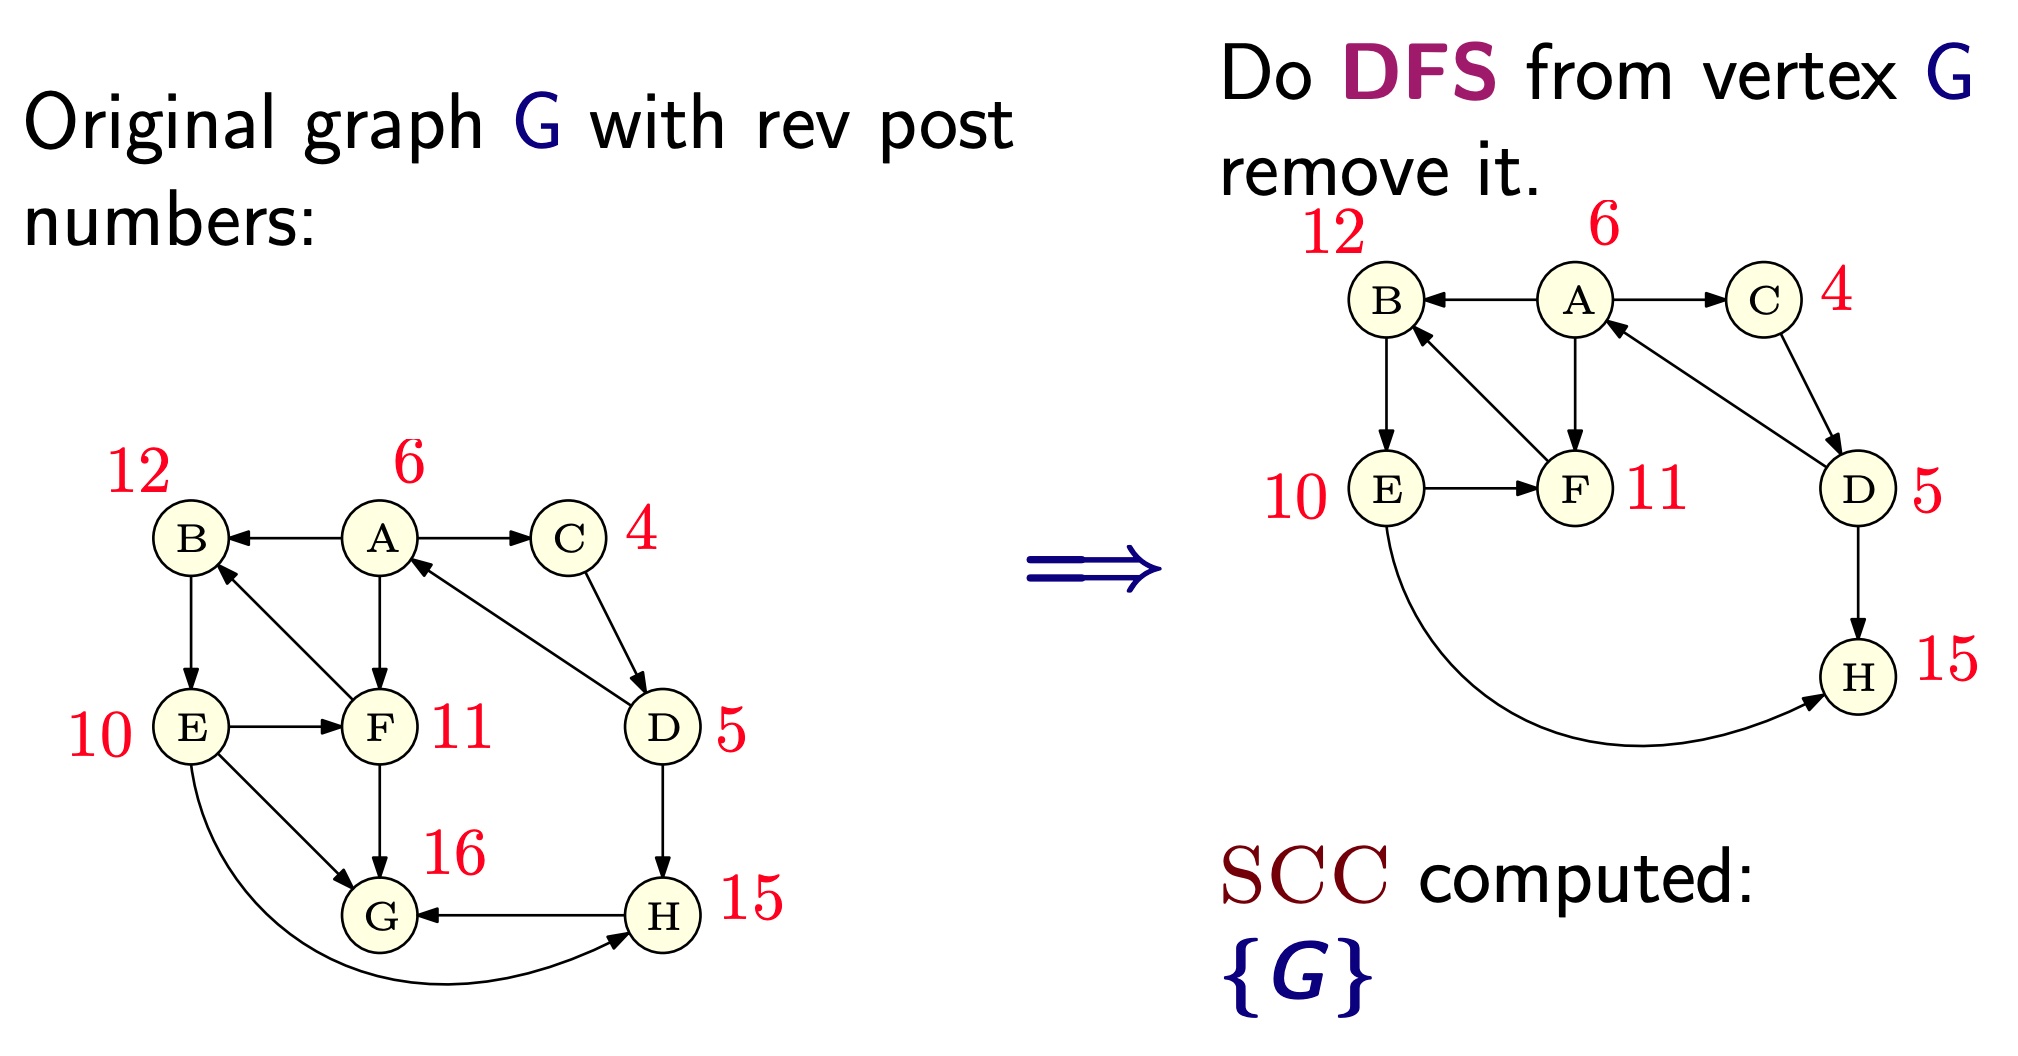 Original graph G with rev post
numbers:
12
6
B
A
C
4
10
E
F
11
D
5
16
G
H
15
⟹
Do DFS from vertex G
remove it.
12
6
B
A
C
4
10
E
F
11
D
5
H
15
SCC computed:
{G}